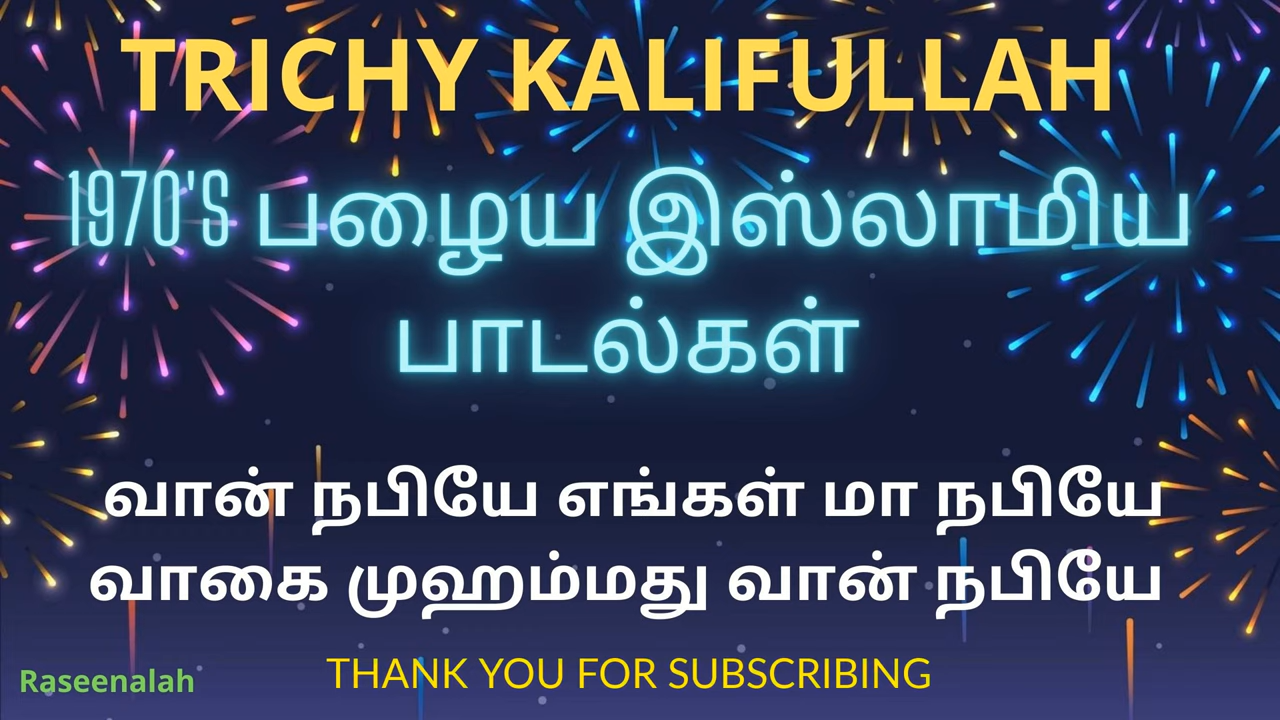 TRICHY KALIFULLAH
1970'S பழைய இஸ்லாமிய
பாடல்கள்
வான் நபியே எங்கள் மா நபியே
வாகை முஹம்மது வான் நபியே
THANK YOU FOR SUBSCRIBING
Raseenalah